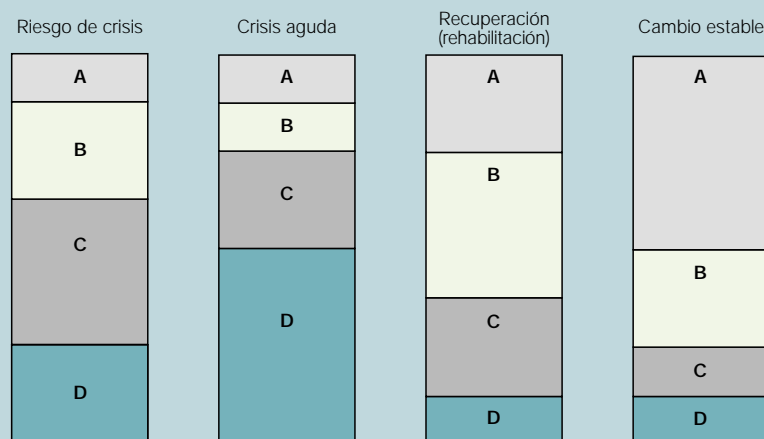 Riesgo de crisis
A
B
C
D
Crisis aguda
A
B
C
D
Recuperación
(rehabilitación)
A
B
C
D
Cambio estable
A
B
C
D